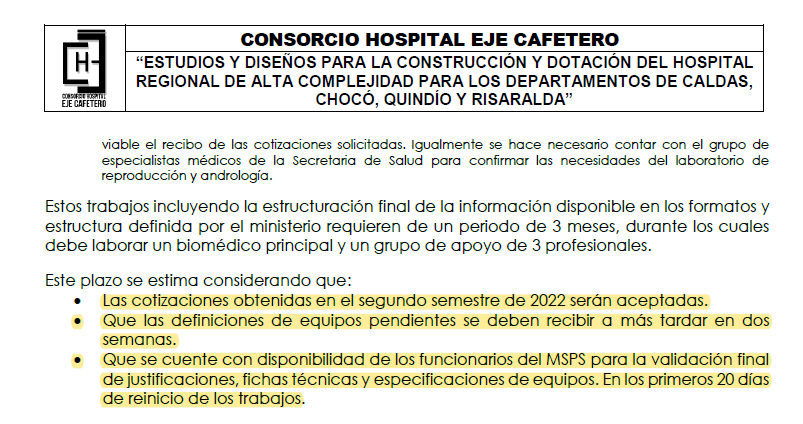 CONSORCIO HOSPITAL EJE CAFETERO
"ESTUDIOS Y DISEÑOS PARA LA CONSTRUCCIÓN Y DOTACIÓN DEL HOSPITAL
REGIONAL DE ALTA COMPLEJIDAD PARA LOS DEPARTAMENTOS DE CALDAS,
CHOCÓ, QUINDÍO Y RISARALDA"
H
CONSORCIO HOSPITAL
EJE CAFETERO
viable el recibo de las cotizaciones solicitadas. Igualmente se hace necesario contar con el grupo de
especialistas médicos de la Secretaria de Salud para confirmar las necesidades del laboratorio de
reproducción y andrología.
Estos trabajos incluyendo la estructuración final de la información disponible en los formatos y
estructura definida por el ministerio requieren de un periodo de 3 meses, durante los cuales
debe laborar un biomédico principal y un grupo de apoyo de 3 profesionales.
Este plazo se estima considerando que:
• Las cotizaciones obtenidas en el segundo semestre de 2022 serán aceptadas.
• Que las definiciones de equipos pendientes se deben recibir a más tardar en dos
semanas.
• Que se cuente con disponibilidad de los funcionarios del MSPS para la validación final
de justificaciones, fichas técnicas y especificaciones de equipos. En los primeros 20 días
de reinicio de los trabajos.